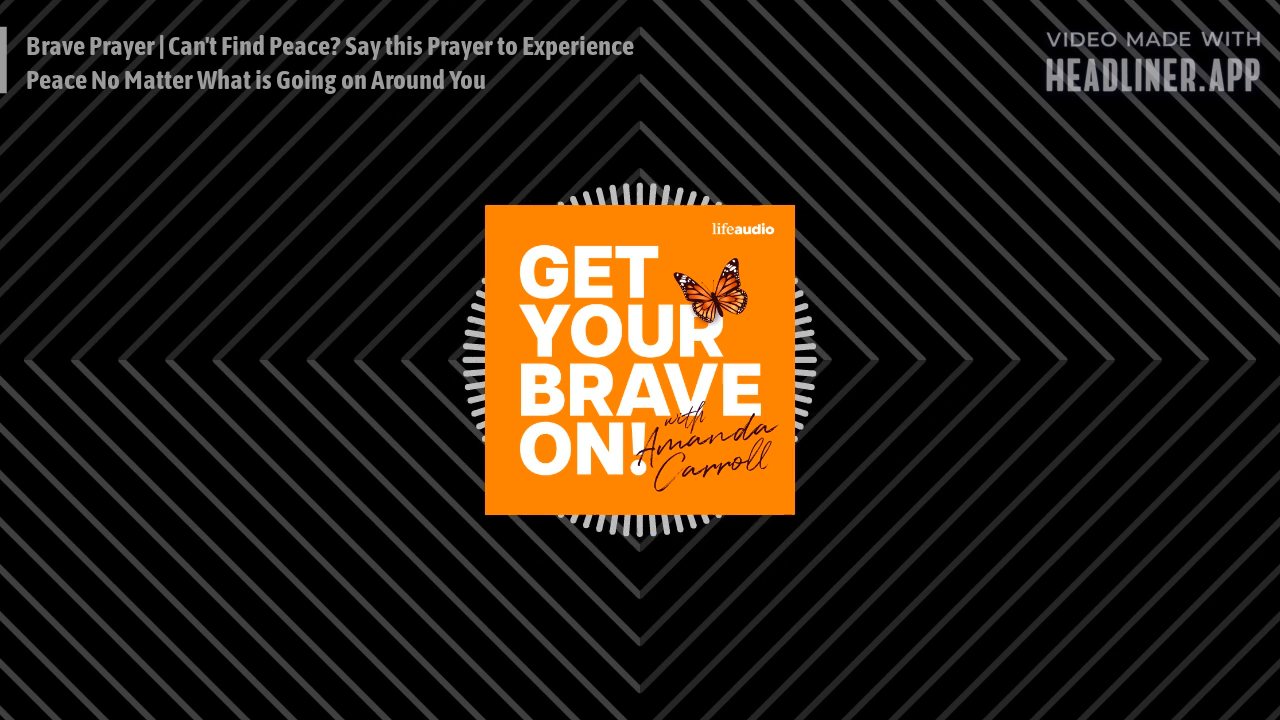 Brave Prayer | Can't Find Peace? Say this Prayer to Experience
Peace No Matter What is Going on Around You
VIDEO MADE WITH
HEADLINER.APP
lifeaudio
GET
YOUR
BRAVE
ON!
with
Amanda
Carroll